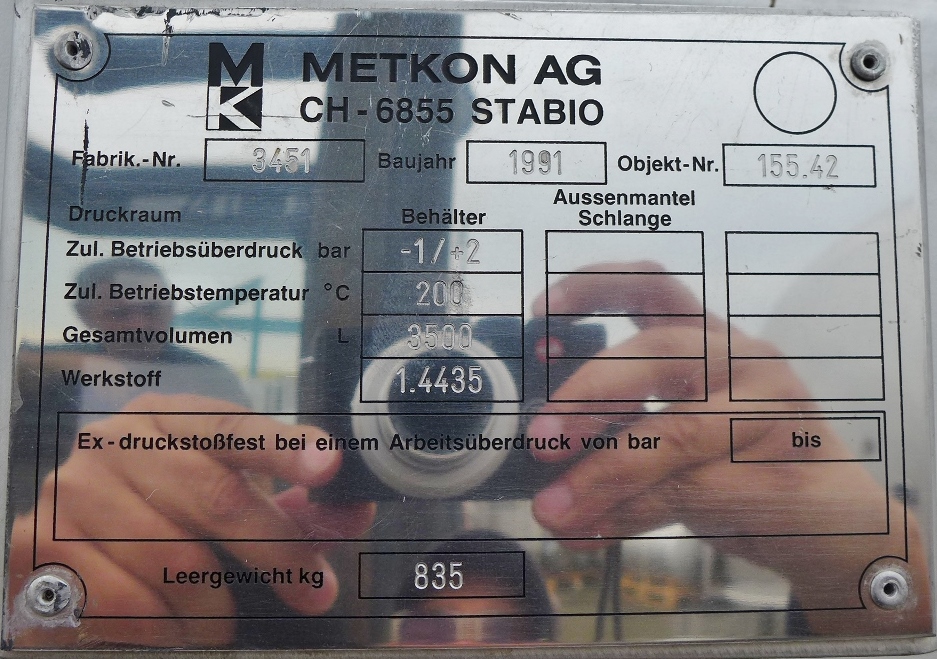 MK METKON AG
CH-6855 STABIO
Fabrik.-Nr. 3451 Baujahr 1991 Objekt-Nr. 155.42
Druckraum Behälter Aussenmantel Schlange
Zul. Betriebsüberdruck bar -1/+2
Zul. Betriebstemperatur °C 200
Gesamtvolumen L 3500
Werkstoff 1.4435
Ex-druckstoßfest bei einem Arbeitsüberdruck von bar bis
Leergewicht kg 835